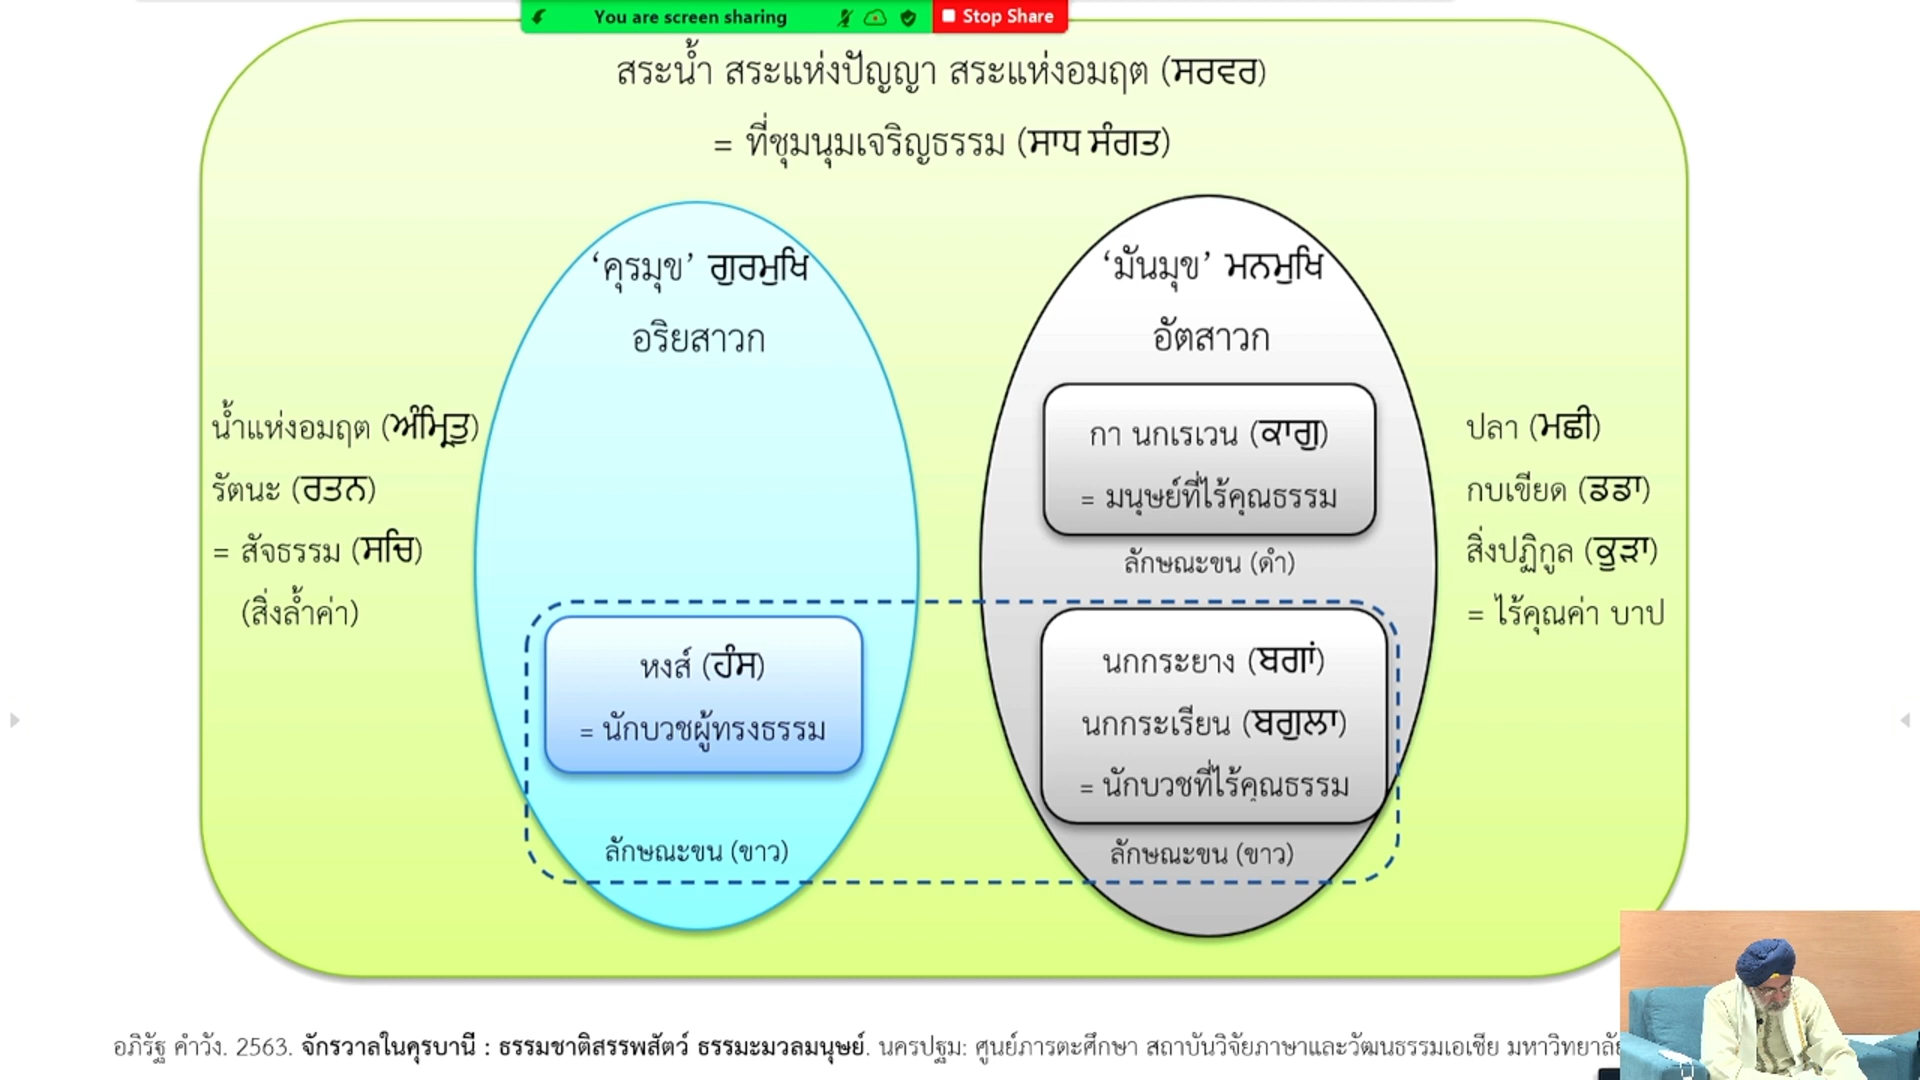 You are screen sharing
Stop Share
สระน้ำ สระแห่งปัญญา สระแห่งอมฤต (ਸਰਵਰ)
= ที่ชุมนุมเจริญธรรม (ਸਾਧ ਸੰਗਤ)
‘คุรมุข’ ਗੁਰਮੁਖਿ
อริยสาวก
‘มันมุข’ ਮਨਮੁਖਿ
อัตสาวก
น้ำแห่งอมฤต (ਅੰਮ੍ਰਿਤੁ)
รัตนะ (ਰਤਨ)
= สัจธรรม (ਸਚਿ)
(สิ่งล้ำค่า)
กา นกเรเวน (ਕਾਗੁ)
= มนุษย์ที่ไร้คุณธรรม
ลักษณะขน (ดำ)
ปลา (ਮਛੀ)
กบเขียด (ਡਡਾ)
สิ่งปฏิกูล (ਕੁੜਾ)
= ไร้คุณค่า บาป
หงส์ (ਹੰਸ)
= นักบวชผู้ทรงธรรม
ลักษณะขน (ขาว)
นกกระยาง (ਬਗਾਂ)
นกกระเรียน (ਬਗੁਲਾ)
= นักบวชที่ไร้คุณธรรม
ลักษณะขน (ขาว)
อภิรัฐ คำวัง. 2563. จักรวาลในคุรบานี : ธรรมชาติสรรพสัตว์ ธรรมะมวลมนุษย์. นครปฐม: ศูนย์ภารตะศึกษา สถาบันวิจัยภาษาและวัฒนธรรมเอเชีย